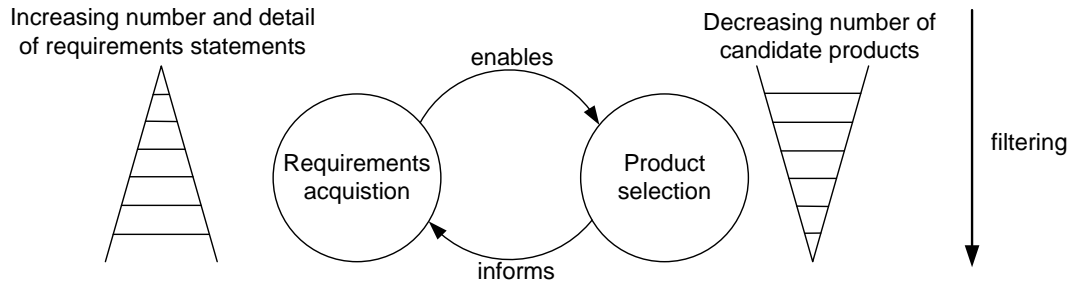 Increasing number and detail
of requirements statements
enables
Decreasing number of
candidate products
filtering
Requirements
acquistion
Product
selection
informs